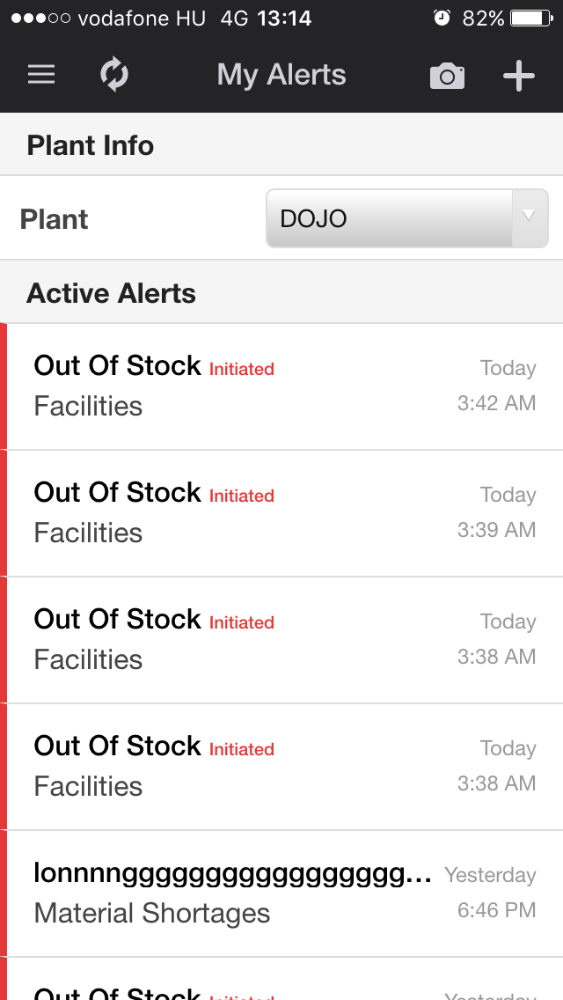 vodafone HU 4G 13:14 82%
My Alerts
Plant Info
Plant DOJO
Active Alerts
Out Of Stock Initiated Today
Facilities 3:42 AM
Out Of Stock Initiated Today
Facilities 3:39 AM
Out Of Stock Initiated Today
Facilities 3:38 AM
Out Of Stock Initiated Today
Facilities 3:38 AM
lonnnnggggggggggggggggg... Yesterday
Material Shortages 6:46 PM
Out Of Stock Initiated Yesterday